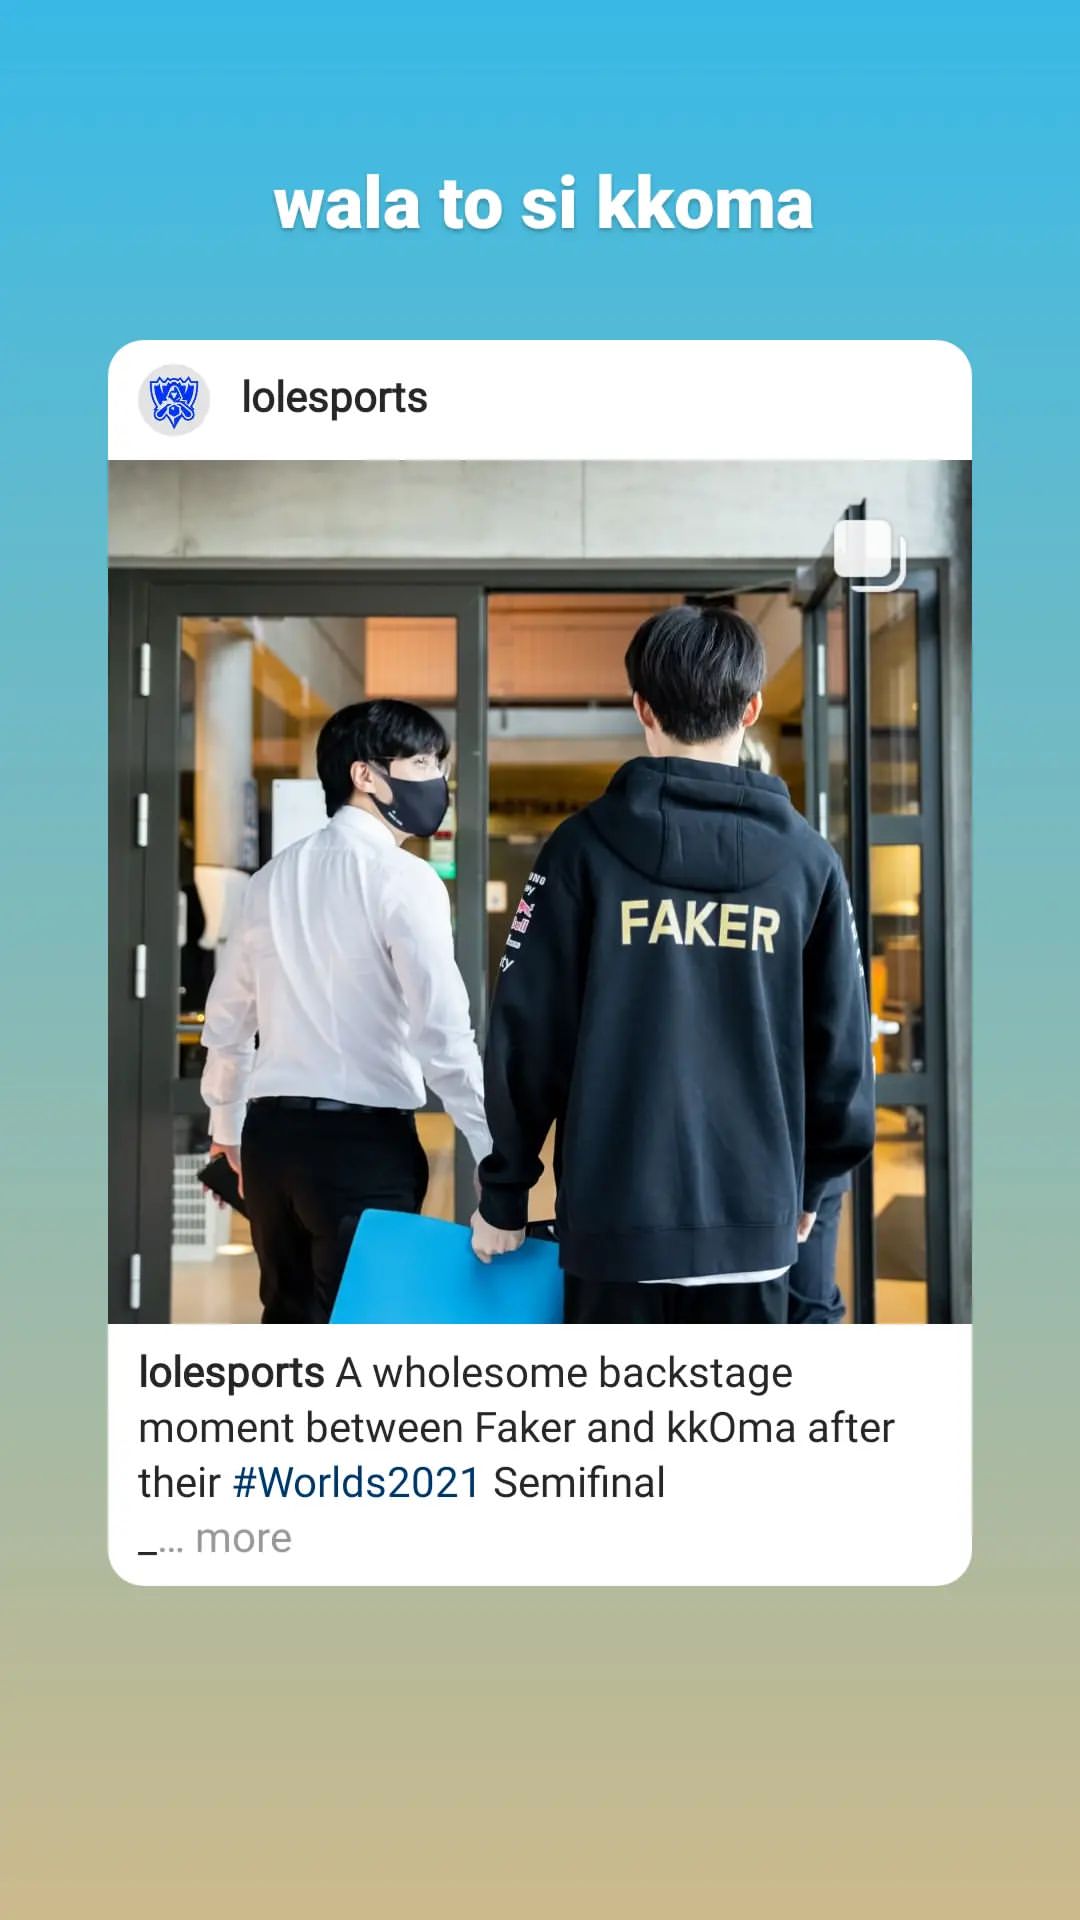 wala to si kkoma
lolesports
FAKER
lolesports A wholesome backstage
moment between Faker and kkOma after
their #Worlds2021 Semifinal
_... more